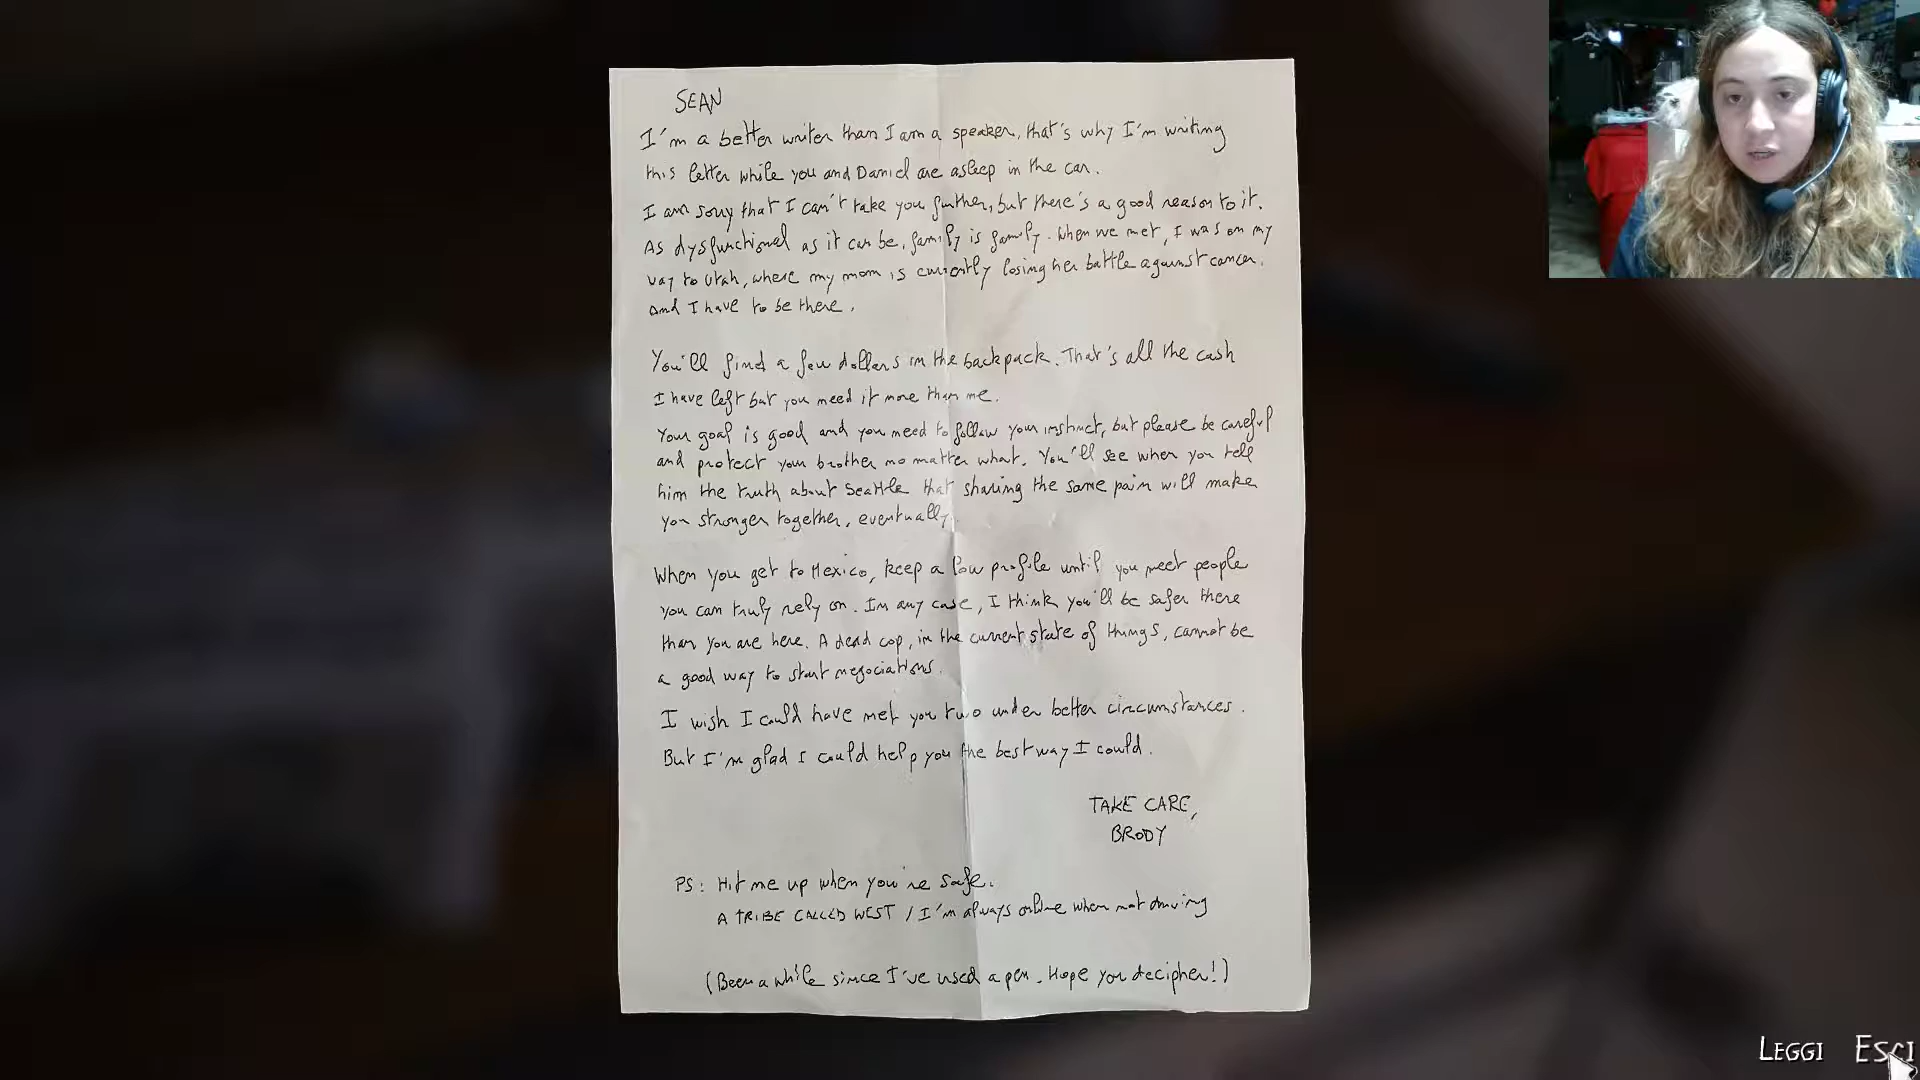 SEAN
I'm a better writer than I am a speaker, that's why I'm writing
this letter while you and Daniel are asleep in the car.
I am sorry that I can't take you further, but there's a good reason to it.
As dysfunctional as it can be, family is family. When we met, I was on my
way to Utah, where my mom is currently losing her battle against cancer.
And I have to be there.
You'll find a few dollars in the backpack. That's all the cash
I have left but you need it more than me.
Your goal is good and you need to follow your instinct, but please be careful
and protect your brother no matter what. You'll see when you tell
him the truth about Seattle that sharing the same pain will make
you stronger together, eventually.
When you get to Mexico, keep a low profile until you meet people
you can truly rely on. In any case, I think you'll be safer there
than you are here. A dead cop, in the current state of things, cannot be
a good way to start negociations.
I wish I could have met you two under better circumstances.
But I'm glad I could help you the best way I could.
TAKE CARE,
BRODY
PS: Hit me up when you're safe.
A TRIBE CALLED WEST / I'm always online when not driving
(Been a while since I've used a pen. Hope you decipher!)
LEGGI ESCI